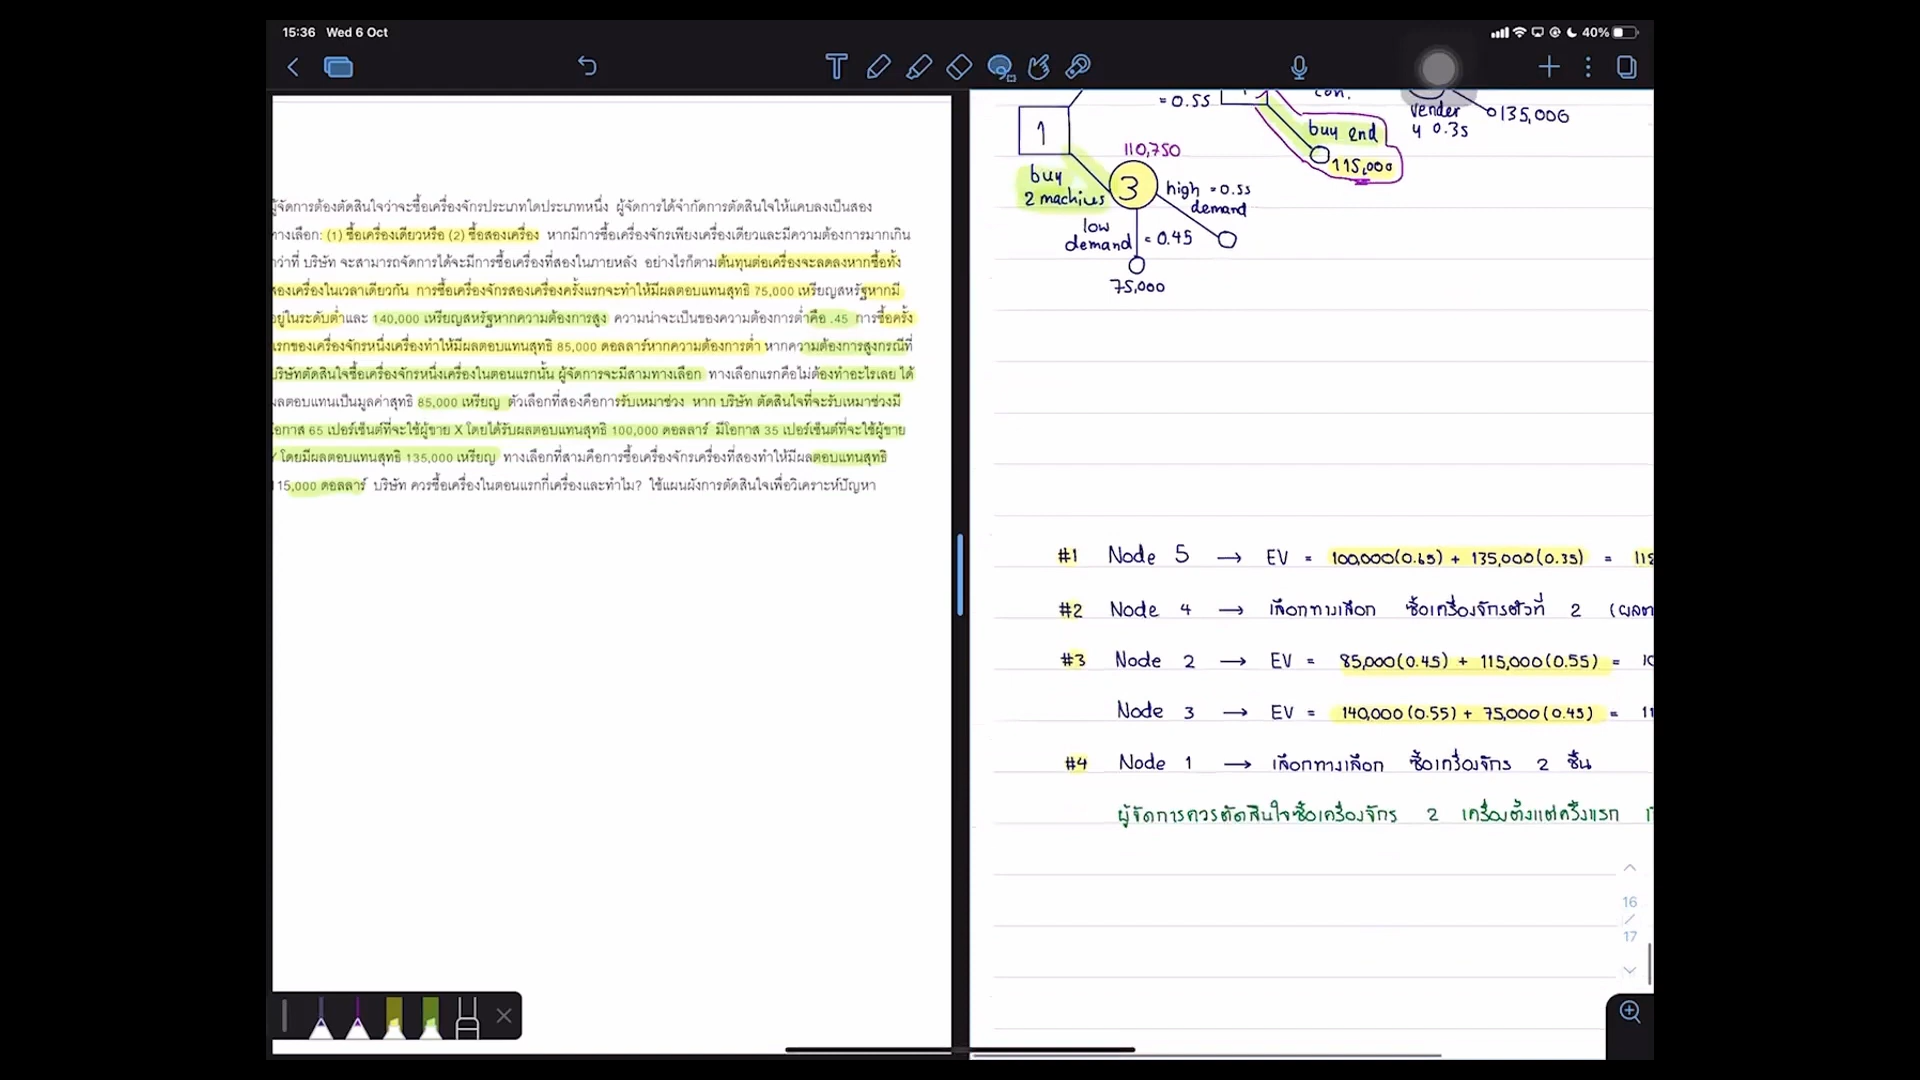 15:36 Wed 6 Oct
40%
ผู้จัดการต้องตัดสินใจว่าจะซื้อเครื่องจักรประเภทใดประเภทหนึ่ง ผู้จัดการได้จำกัดการตัดสินใจให้แคบลงเป็นสอง
ทางเลือก: (1) ซื้อเครื่องเดียวหรือ (2) ซื้อสองเครื่อง หากมีการซื้อเครื่องจักรเพียงเครื่องเดียวและมีความต้องการมากเกิน
กว่าที่ บริษัท จะสามารถจัดการได้จะมีการซื้อเครื่องที่สองในภายหลัง อย่างไรก็ตามต้นทุนต่อเครื่องจะลดลงหากซื้อทั้ง
สองเครื่องในเวลาเดียวกัน การซื้อเครื่องจักรสองเครื่องครั้งแรกจะทำให้มีผลตอบแทนสุทธิ 75,000 เหรียญสหรัฐหากมี
อยู่ในระดับต่ำและ 140,000 เหรียญสหรัฐหากความต้องการสูง ความน่าจะเป็นของความต้องการต่ำคือ .45 การซื้อครั้ง
แรกของเครื่องจักรหนึ่งเครื่องทำให้มีผลตอบแทนสุทธิ 85,000 ดอลลาร์หากความต้องการต่ำ หากความต้องการสูงกรณีที่
บริษัทตัดสินใจซื้อเครื่องจักรหนึ่งเครื่องในตอนแรกนั้น ผู้จัดการจะมีสามทางเลือก ทางเลือกแรกคือไม่ต้องทำอะไรเลย ได้
ผลตอบแทนเป็นมูลค่าสุทธิ 85,000 เหรียญ ตัวเลือกที่สองคือการรับเหมาช่วง หาก บริษัท ตัดสินใจที่จะรับเหมาช่วงมี
โอกาส 65 เปอร์เซ็นต์ที่จะใช้ผู้ขาย X โดยได้รับผลตอบแทนสุทธิ 100,000 ดอลลาร์ มีโอกาส 35 เปอร์เซ็นต์ที่จะใช้ผู้ขาย
Y โดยมีผลตอบแทนสุทธิ 135,000 เหรียญ ทางเลือกที่สามคือการซื้อเครื่องจักรเครื่องที่สองทำให้มีผลตอบแทนสุทธิ
115,000 ดอลลาร์ บริษัท ควรซื้อเครื่องในตอนแรกกี่เครื่องและทำไม? ใช้แผนผังการตัดสินใจเพื่อวิเคราะห์ปัญหา
= 0.55
con.
vender
y 0.35
135,000
1
buy 2nd
115,000
110,750
buy
2 machines
3
high = 0.55
demand
low
demand = 0.45
75,000
#1 Node 5 → EV = 100,000(0.65) + 135,000(0.35) = 112
#2 Node 4 → เลือกทางเลือก ซื้อเครื่องจักรตัวที่ 2 (ผลต
#3 Node 2 → EV = 85,000(0.45) + 115,000(0.55) = 10
Node 3 → EV = 140,000(0.55) + 75,000(0.45) = 11
#4 Node 1 → เลือกทางเลือก ซื้อเครื่องจักร 2 ชิ้น
ผู้จัดการควรตัดสินใจซื้อเครื่องจักร 2 เครื่องตั้งแต่ครั้งแรก
16
/
17